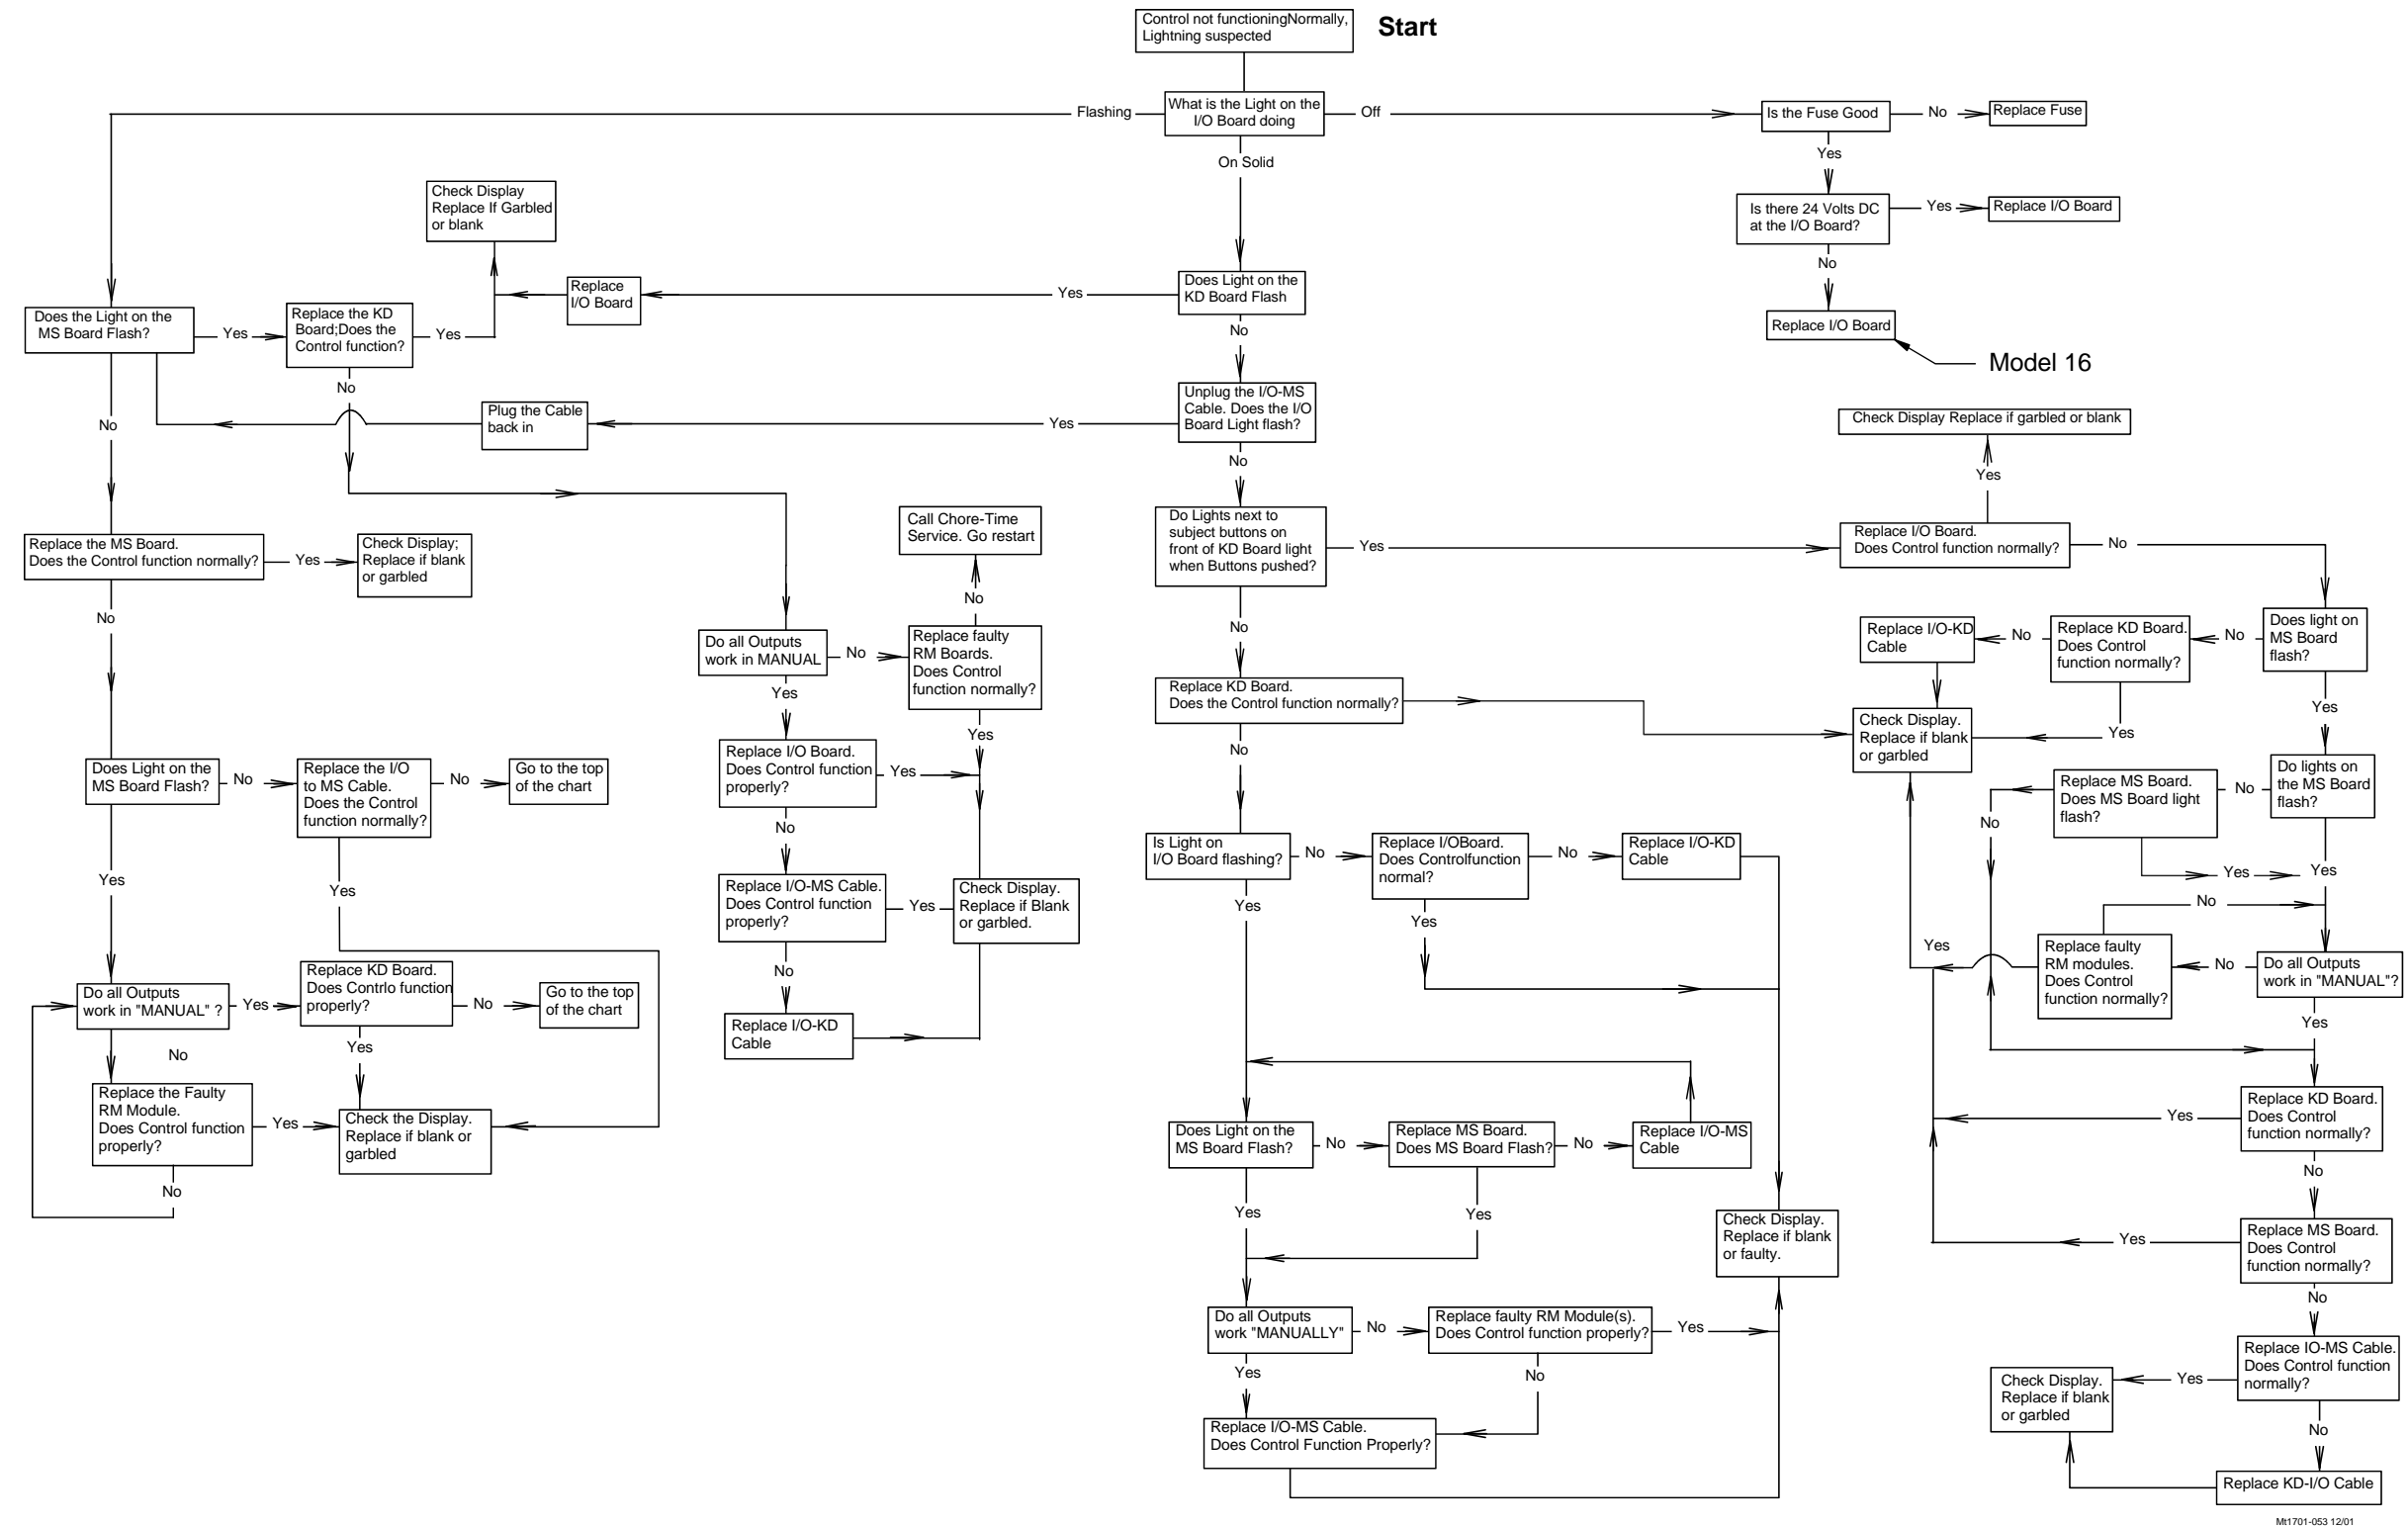 Control not functioningNormally,
Lightning suspected
Start
What is the Light on the
I/O Board doing
Flashing
Off
On Solid
Is the Fuse Good
No
Replace Fuse
Yes
Is there 24 Volts DC
at the I/O Board?
Yes
Replace I/O Board
No
Replace I/O Board
Model 16
Check Display
Replace If Garbled
or blank
Replace
I/O Board
Yes
Does Light on the
KD Board Flash
No
Does the Light on the
MS Board Flash?
Yes
Replace the KD
Board;Does the
Control function?
Yes
No
No
Plug the Cable
back in
Yes
Unplug the I/O-MS
Cable. Does the I/O
Board Light flash?
No
Check Display Replace if garbled or blank
Yes
Replace the MS Board.
Does the Control function normally?
Yes
Check Display;
Replace if blank
or garbled
No
Call Chore-Time
Service. Go restart
No
Do Lights next to
subject buttons on
front of KD Board light
when Buttons pushed?
Yes
Replace I/O Board.
Does Control function normally?
No
No
Do all Outputs
work in MANUAL
No
Replace faulty
RM Boards.
Does Control
function normally?
Yes
Yes
Replace I/O-KD
Cable
No
Replace KD Board.
Does Control
function normally?
No
Does light on
MS Board
flash?
Yes
Yes
Replace KD Board.
Does the Control function normally?
No
Check Display.
Replace if blank
or garbled
Does Light on the
MS Board Flash?
No
Replace the I/O
to MS Cable.
Does the Control
function normally?
No
Go to the top
of the chart
Yes
Yes
Replace I/O Board.
Does Control function
properly?
Yes
No
Replace MS Board.
Does MS Board light
flash?
No
Do lights on
the MS Board
flash?
No
Yes
Yes
Is Light on
I/O Board flashing?
No
Replace I/OBoard.
Does Controlfunction
normal?
No
Replace I/O-KD
Cable
Yes
Yes
Replace I/O-MS Cable.
Does Control function
properly?
Yes
Check Display.
Replace if Blank
or garbled.
No
Replace I/O-KD
Cable
No
Yes
Replace faulty
RM modules.
Does Control
function normally?
No
Do all Outputs
work in "MANUAL"?
Yes
Do all Outputs
work in "MANUAL" ?
Yes
Replace KD Board.
Does Contrlo function
properly?
No
Go to the top
of the chart
Yes
No
Replace the Faulty
RM Module.
Does Control function
properly?
Yes
Check the Display.
Replace if blank or
garbled
No
Does Light on the
MS Board Flash?
No
Replace MS Board.
Does MS Board Flash?
No
Replace I/O-MS
Cable
Yes
Yes
Yes
Replace KD Board.
Does Control
function normally?
No
Check Display.
Replace if blank
or faulty.
Yes
Replace MS Board.
Does Control
function normally?
No
Do all Outputs
work "MANUALLY"
No
Replace faulty RM Module(s).
Does Control function properly?
Yes
Yes
No
Replace I/O-MS Cable.
Does Control Function Properly?
Check Display.
Replace if blank
or garbled
Yes
Replace IO-MS Cable.
Does Control function
normally?
No
Replace KD-I/O Cable
Mt1701-053 12/01